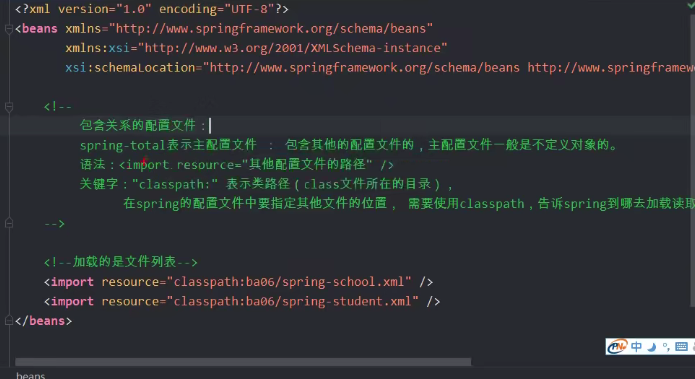 <?xml version="1.0" encoding="UTF-8"?>
<beans xmlns="http://www.springframework.org/schema/beans"
xmlns:xsi="http://www.w3.org/2001/XMLSchema-instance"
xsi:schemaLocation="http://www.springframework.org/schema/beans http://www.springframew
<!--
包含关系的配置文件:
spring-total表示主配置文件 : 包含其他的配置文件的,主配置文件一般是不定义对象的。
语法:<import resource="其他配置文件的路径" />
关键字:"classpath:" 表示类路径(class文件所在的目录),
在spring的配置文件中要指定其他文件的位置, 需要使用classpath,告诉spring到哪去加载读取
-->
<!--加载的是文件列表-->
<import resource="classpath:ba06/spring-school.xml" />
<import resource="classpath:ba06/spring-student.xml" />
</beans>
中
beans